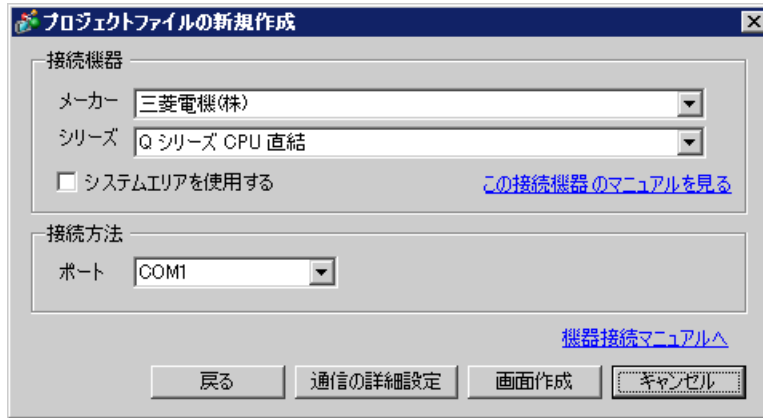 プロジェクトファイルの新規作成
接続機器
メーカー 三菱電機(株)
シリーズ Q シリーズ CPU 直結
システムエリアを使用する この接続機器のマニュアルを見る
接続方法
ポート COM1
機器接続マニュアルへ
戻る 通信の詳細設定 画面作成 キャンセル